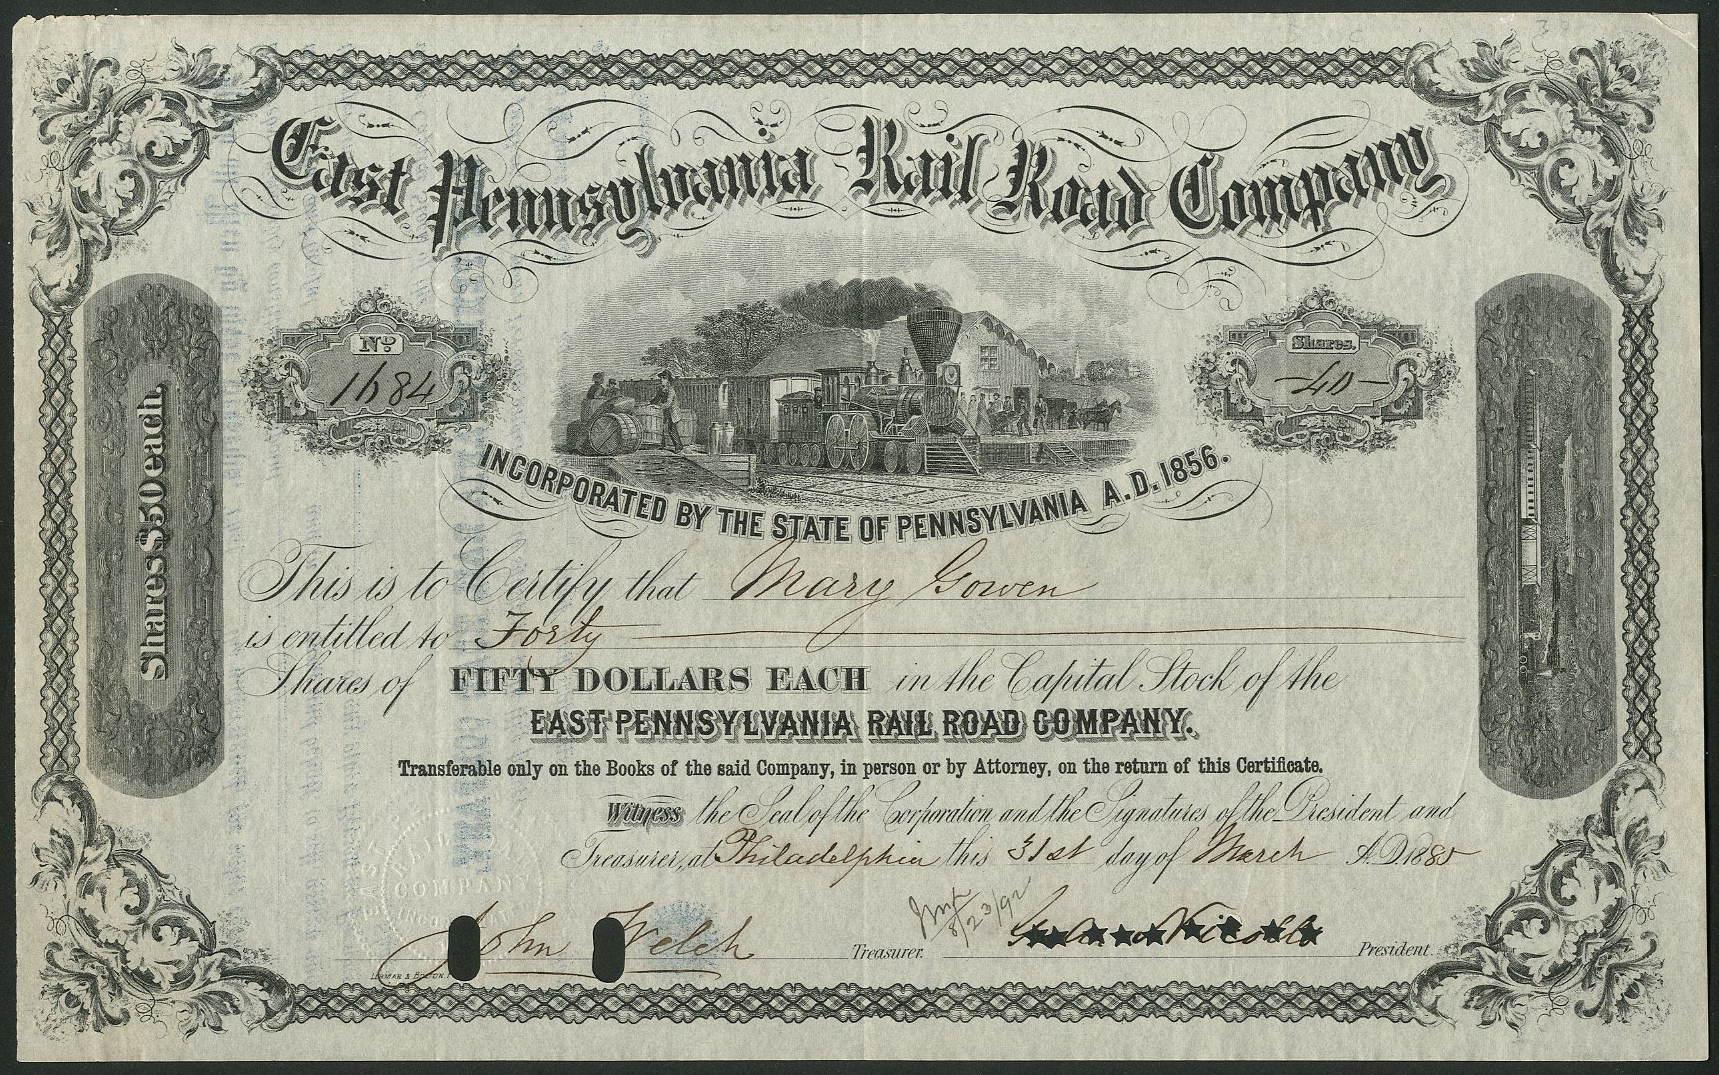 East Pennsylvania Rail Road Company
No.
1684
Shares.
40
INCORPORATED BY THE STATE OF PENNSYLVANIA A.D. 1856.
Shares $50 each.
This is to Certify that Mary Gowen
is entitled to Forty
Shares of FIFTY DOLLARS EACH in the Capital Stock of the
EAST PENNSYLVANIA RAIL ROAD COMPANY.
Transferable only on the Books of the said Company, in person or by Attorney, on the return of this Certificate.
Witness the Seal of the Corporation and the Signatures of the President and
Treasurer, at Philadelphia this 31st day of March A.D. 1885
EAST
RAIL
COMPANY
8/23/92
John Welch Treasurer. President.